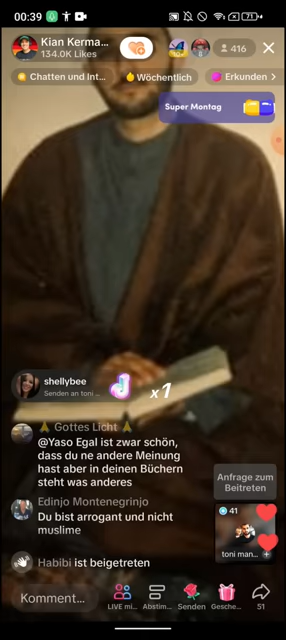 00:39
71
Kian Kerma...
134.0K Likes
416
Chatten und Int...
Wöchentlich
Erkunden
Super Montag
shellybee
Senden an toni ...
x1
Gottes Licht
@Yaso Egal ist zwar schön,
dass du ne andere Meinung
hast aber in deinen Büchern
steht was anderes
Edinjo Montenegrinjo
Du bist arrogant und nicht
muslime
Anfrage zum
Beitreten
41
toni man...
Habibi ist beigetreten
Komment...
LIVE mi...
Abstim...
Senden
Gesche...
51